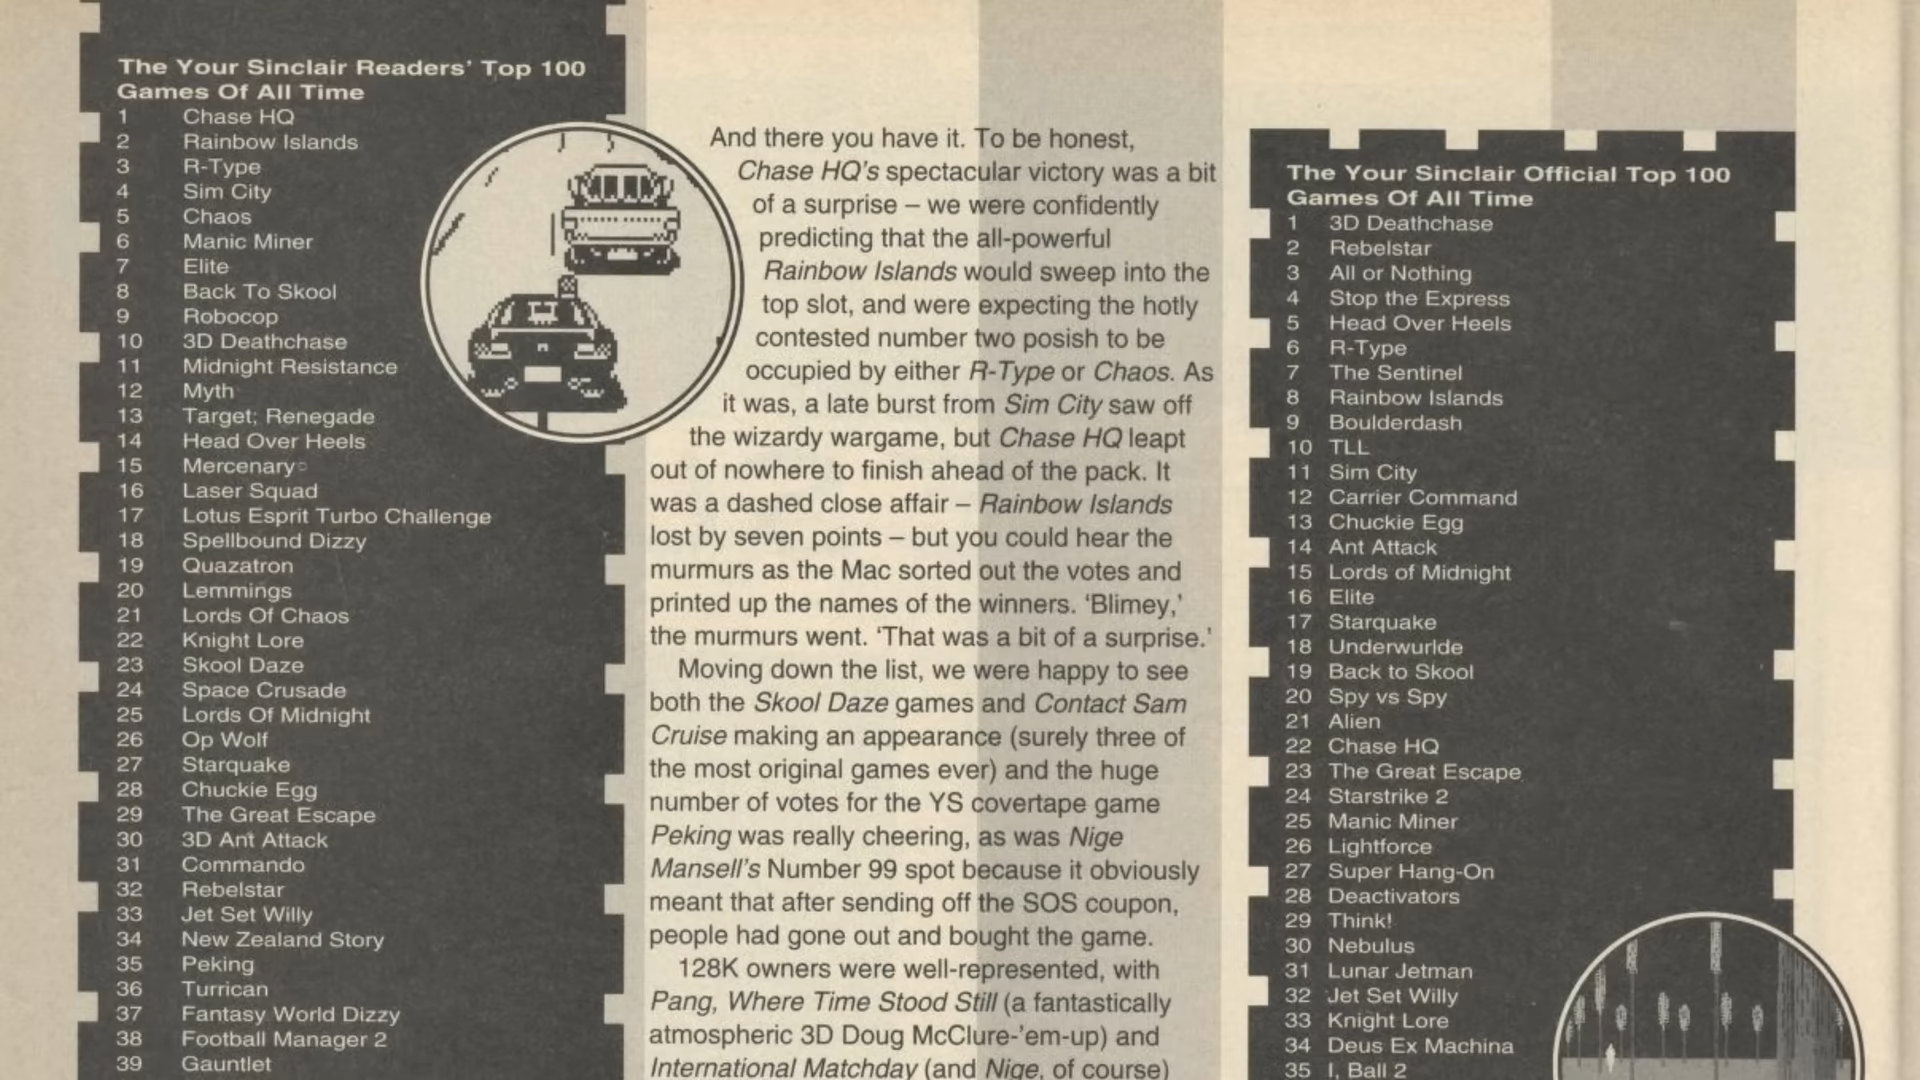 The Your Sinclair Readers' Top 100
Games Of All Time
1 Chase HQ
2 Rainbow Islands
3 R-Type
4 Sim City
5 Chaos
6 Manic Miner
7 Elite
8 Back To Skool
9 Robocop
10 3D Deathchase
11 Midnight Resistance
12 Myth
13 Target; Renegade
14 Head Over Heels
15 Mercenary
16 Laser Squad
17 Lotus Esprit Turbo Challenge
18 Spellbound Dizzy
19 Quazatron
20 Lemmings
21 Lords Of Chaos
22 Knight Lore
23 Skool Daze
24 Space Crusade
25 Lords Of Midnight
26 Op Wolf
27 Starquake
28 Chuckie Egg
29 The Great Escape
30 3D Ant Attack
31 Commando
32 Rebelstar
33 Jet Set Willy
34 New Zealand Story
35 Peking
36 Turrican
37 Fantasy World Dizzy
38 Football Manager 2
39 Gauntlet
And there you have it. To be honest,
Chase HQ's spectacular victory was a bit
of a surprise – we were confidently
predicting that the all-powerful
Rainbow Islands would sweep into the
top slot, and were expecting the hotly
contested number two posish to be
occupied by either R-Type or Chaos. As
it was, a late burst from Sim City saw off
the wizardy wargame, but Chase HQ leapt
out of nowhere to finish ahead of the pack. It
was a dashed close affair – Rainbow Islands
lost by seven points – but you could hear the
murmurs as the Mac sorted out the votes and
printed up the names of the winners. 'Blimey,'
the murmurs went. 'That was a bit of a surprise.'
Moving down the list, we were happy to see
both the Skool Daze games and Contact Sam
Cruise making an appearance (surely three of
the most original games ever) and the huge
number of votes for the YS covertape game
Peking was really cheering, as was Nige
Mansell's Number 99 spot because it obviously
meant that after sending off the SOS coupon,
people had gone out and bought the game.
128K owners were well-represented, with
Pang, Where Time Stood Still (a fantastically
atmospheric 3D Doug McClure-'em-up) and
International Matchday (and Nige, of course)
The Your Sinclair Official Top 100
Games Of All Time
1 3D Deathchase
2 Rebelstar
3 All or Nothing
4 Stop the Express
5 Head Over Heels
6 R-Type
7 The Sentinel
8 Rainbow Islands
9 Boulderdash
10 TLL
11 Sim City
12 Carrier Command
13 Chuckie Egg
14 Ant Attack
15 Lords of Midnight
16 Elite
17 Starquake
18 Underwurlde
19 Back to Skool
20 Spy vs Spy
21 Alien
22 Chase HQ
23 The Great Escape
24 Starstrike 2
25 Manic Miner
26 Lightforce
27 Super Hang-On
28 Deactivators
29 Think!
30 Nebulus
31 Lunar Jetman
32 Jet Set Willy
33 Knight Lore
34 Deus Ex Machina
35 I, Ball 2